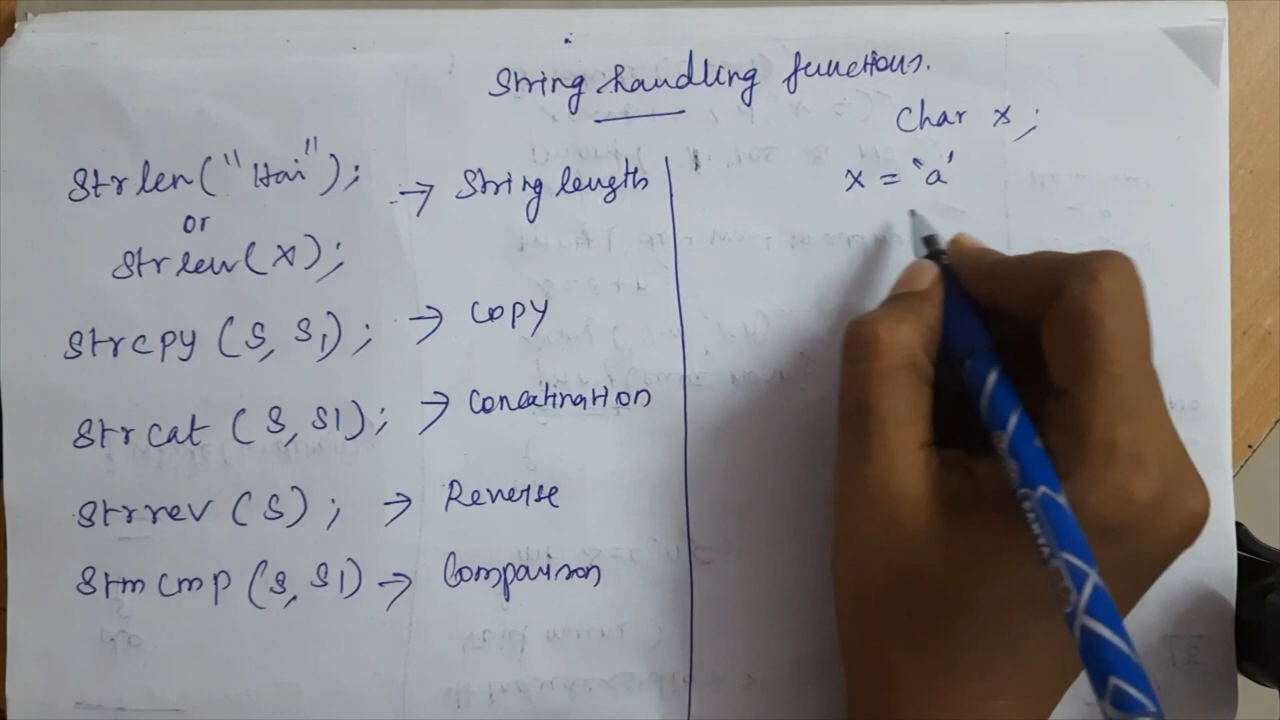 String handling functions.
Char x;
x = 'a'
Strlen("Hai"); → String length
or
Strlen(x);
Strcpy (S, S1); → Copy
Strcat (S, S1); → Concatination
Strrev (S); → Reverse
Strncmp (S, S1) → Comparison